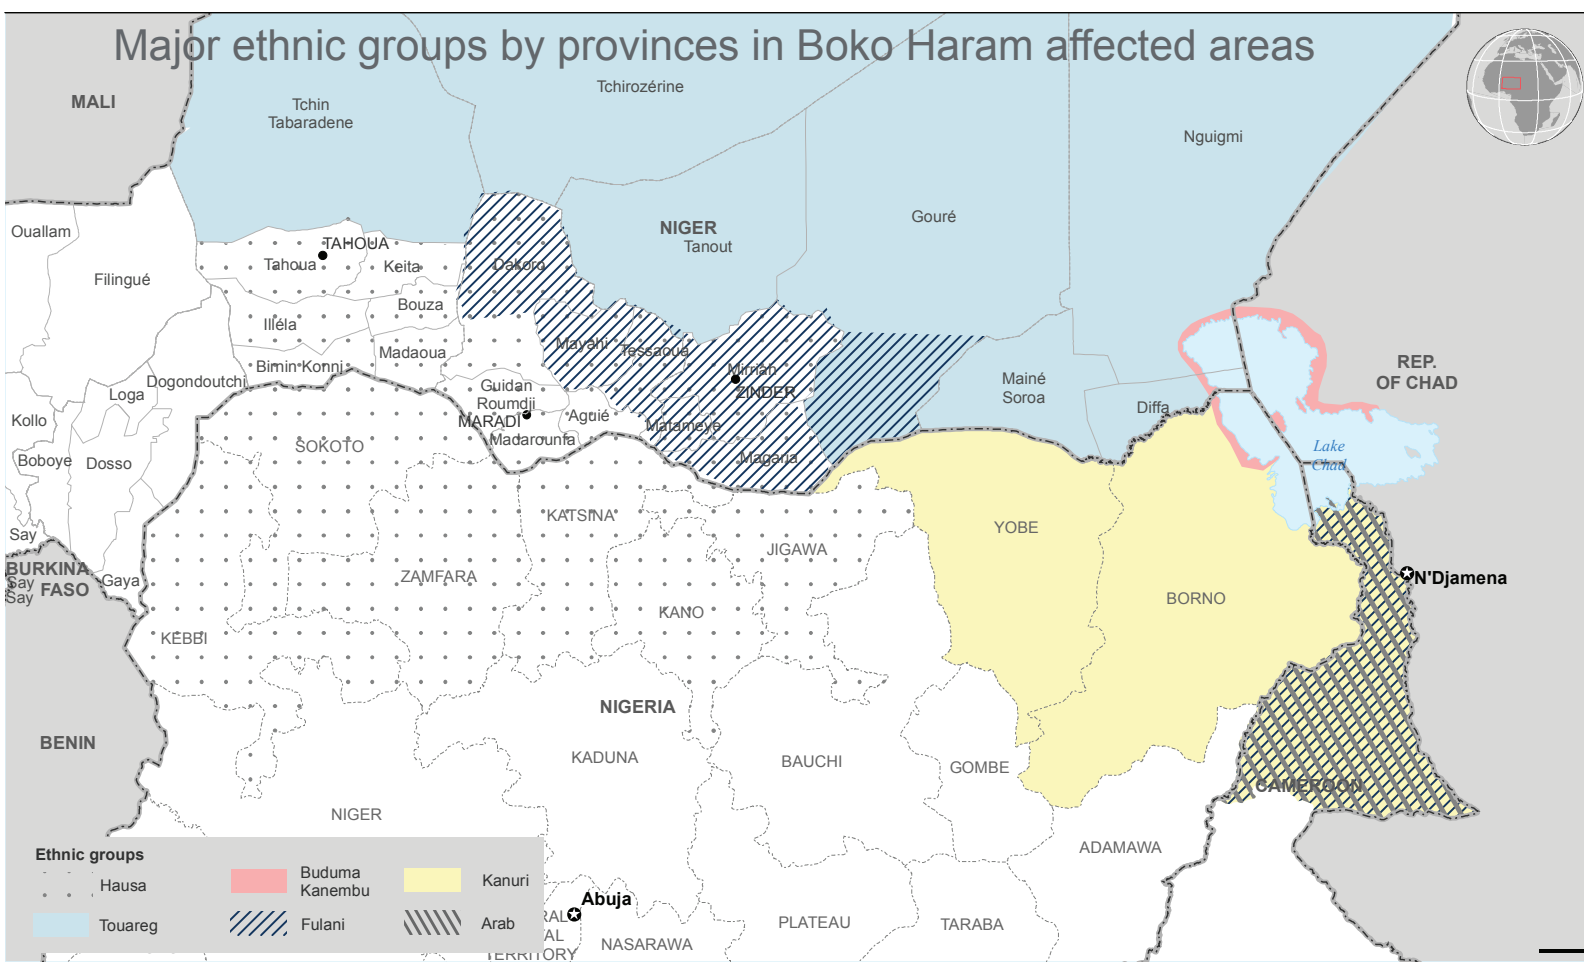 Major ethnic groups by provinces in Boko Haram affected areas
MALI
Tchin
Tabaradene
Tchirozérine
Nguigmi
Ouallam
Filingué
TAHOUA
Tahoua
Keita
Dakoro
NIGER
Tanout
Gouré
Bouza
Illéla
Madaoua
Birnin Konni
Mayahi
Tessaoua
Mirriah
ZINDER
Mainé
Soroa
Diffa
REP.
OF CHAD
Dogondoutchi
Loga
Guidan
Roumdji
MARADI
Aguié
Madarounfa
Matameye
Magaria
Kollo
Boboye
Dosso
SOKOTO
Lake
Chad
Say
KATSINA
JIGAWA
YOBE
BURKINA
FASO
Say
Say
Gaya
ZAMFARA
KANO
BORNO
N'Djamena
KEBBI
NIGERIA
BENIN
KADUNA
BAUCHI
GOMBE
CAMEROON
NIGER
ADAMAWA
Ethnic groups
Hausa
Buduma
Kanembu
Kanuri
Touareg
Fulani
Arab
Abuja
RAL
AL
TERRITORY
NASARAWA
PLATEAU
TARABA